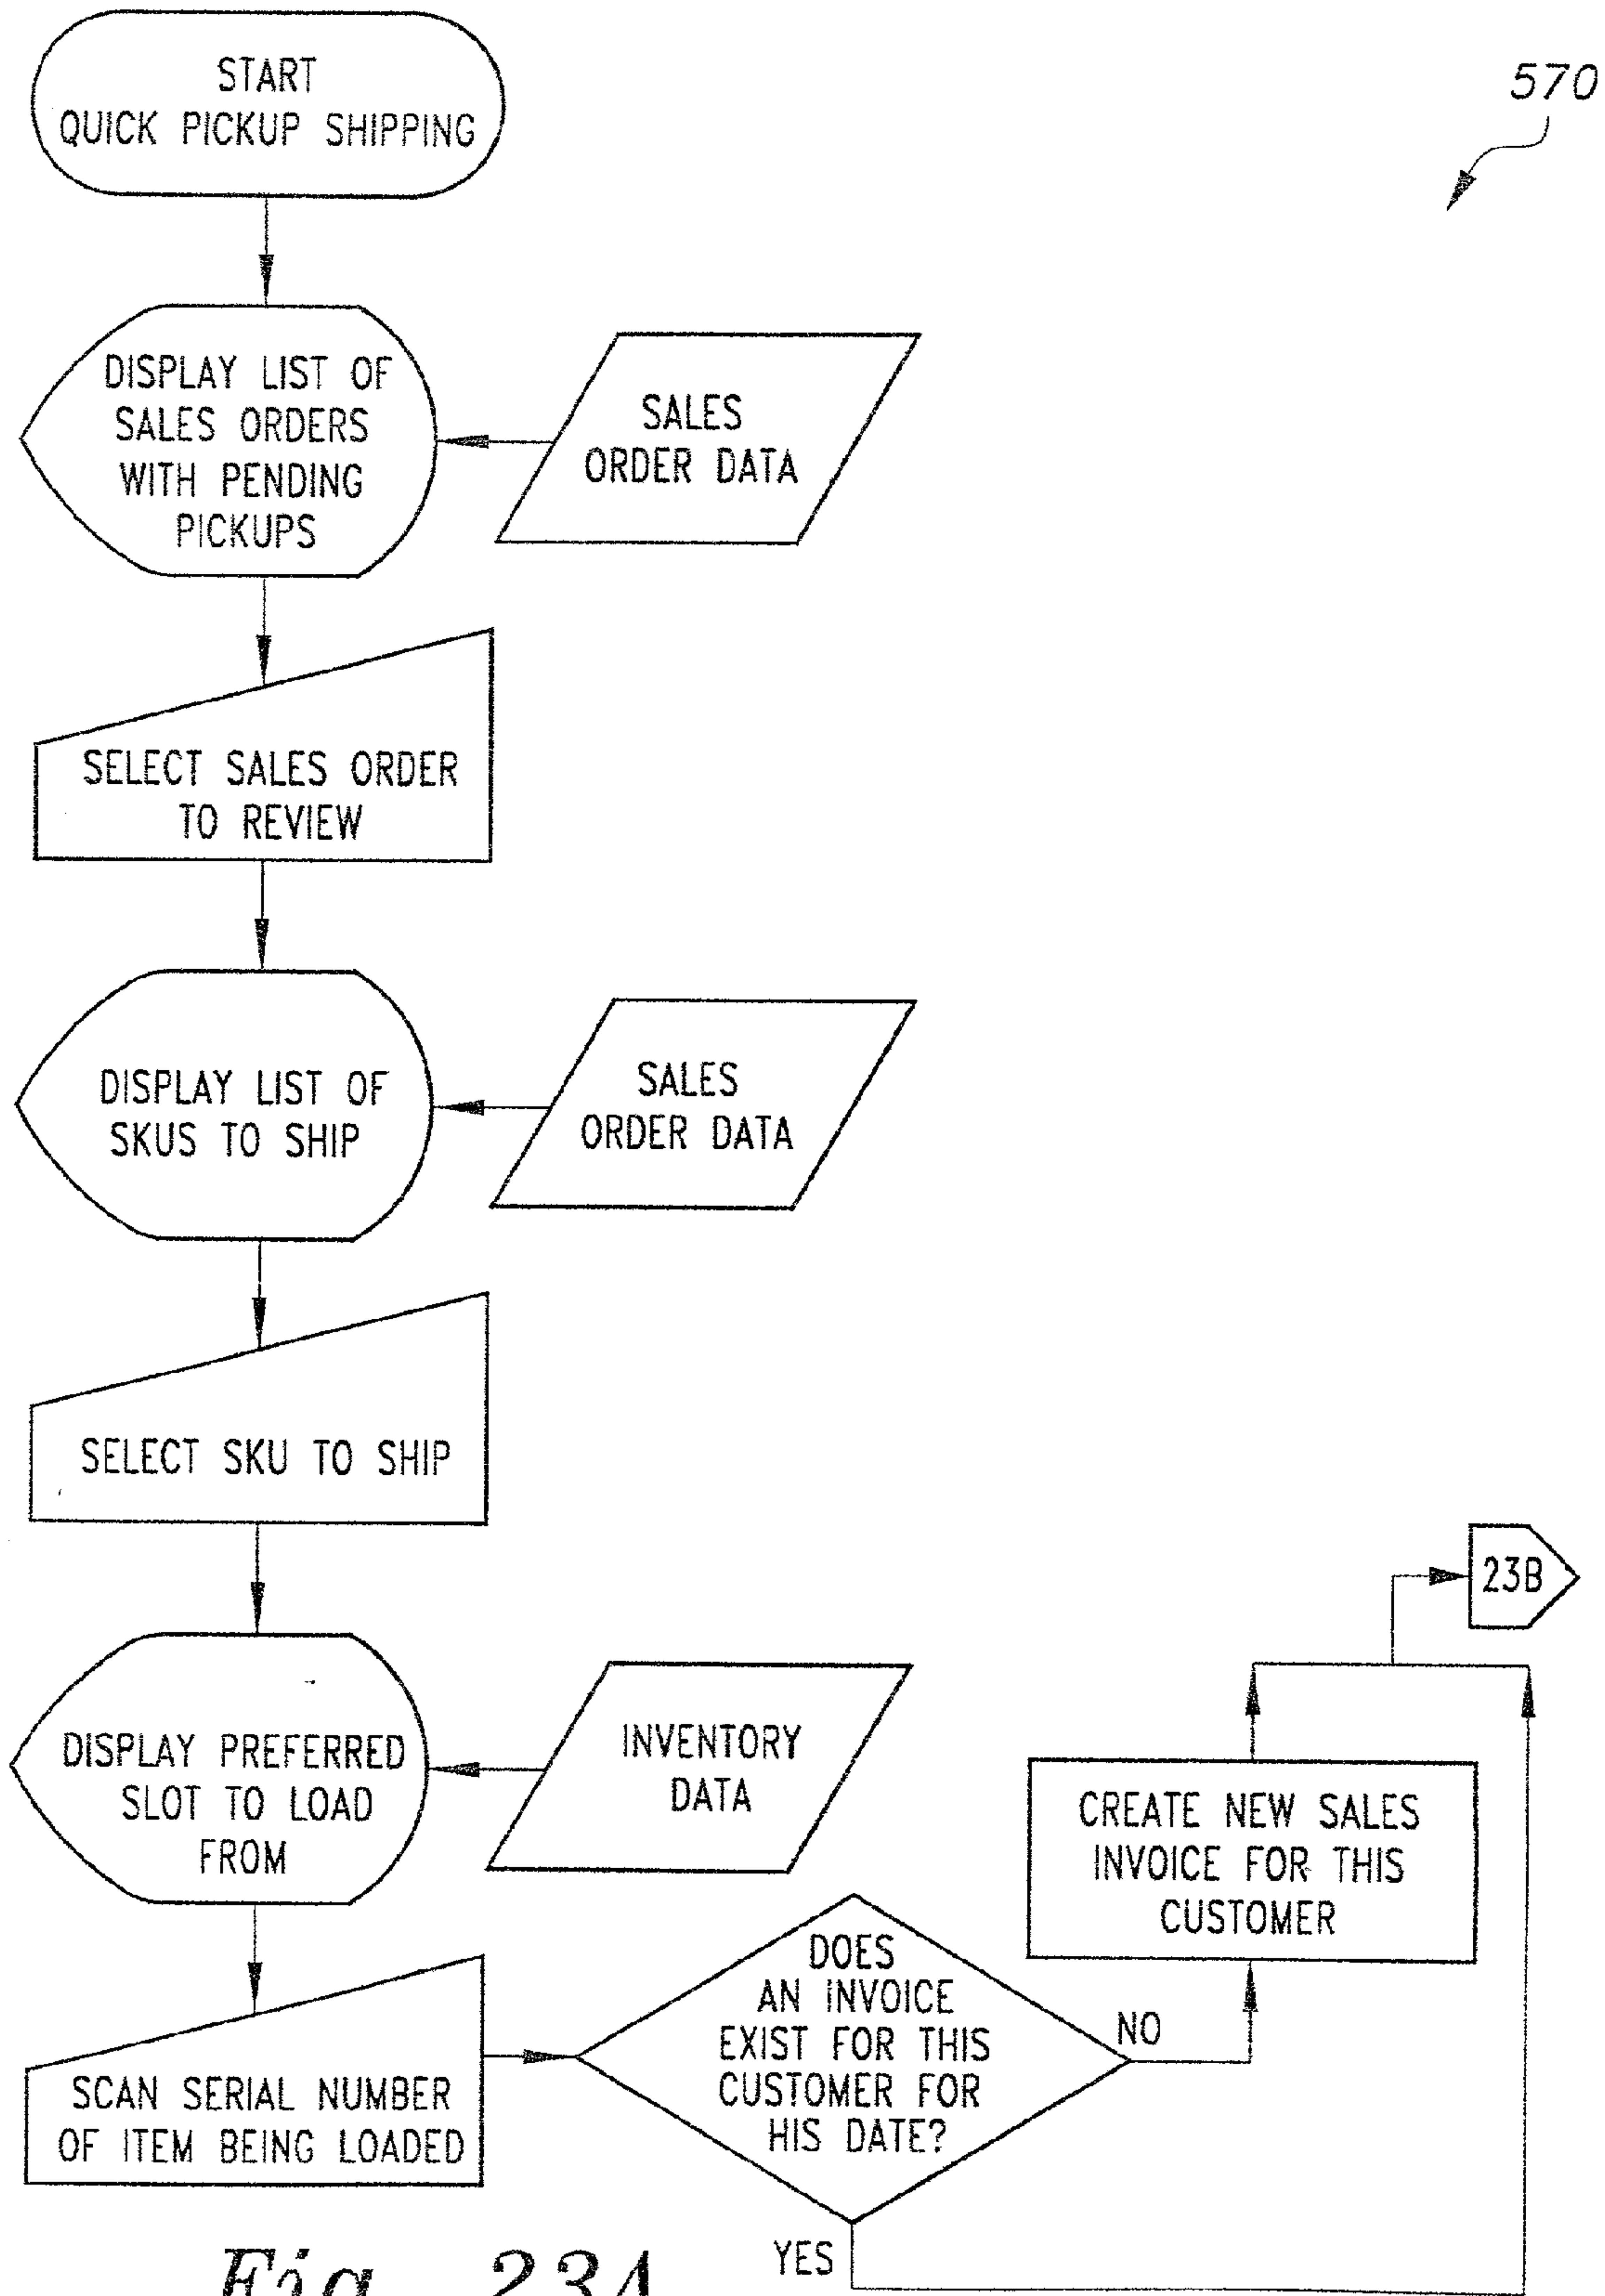 570
START
QUICK PICKUP SHIPPING
DISPLAY LIST OF
SALES ORDERS
WITH PENDING
PICKUPS
SALES
ORDER DATA
SELECT SALES ORDER
TO REVIEW
DISPLAY LIST OF
SKUS TO SHIP
SALES
ORDER DATA
SELECT SKU TO SHIP
DISPLAY PREFERRED
SLOT TO LOAD
FROM
INVENTORY
DATA
SCAN SERIAL NUMBER
OF ITEM BEING LOADED
DOES
AN INVOICE
EXIST FOR THIS
CUSTOMER FOR
HIS DATE?
NO
YES
CREATE NEW SALES
INVOICE FOR THIS
CUSTOMER
23B
Fig. 23A